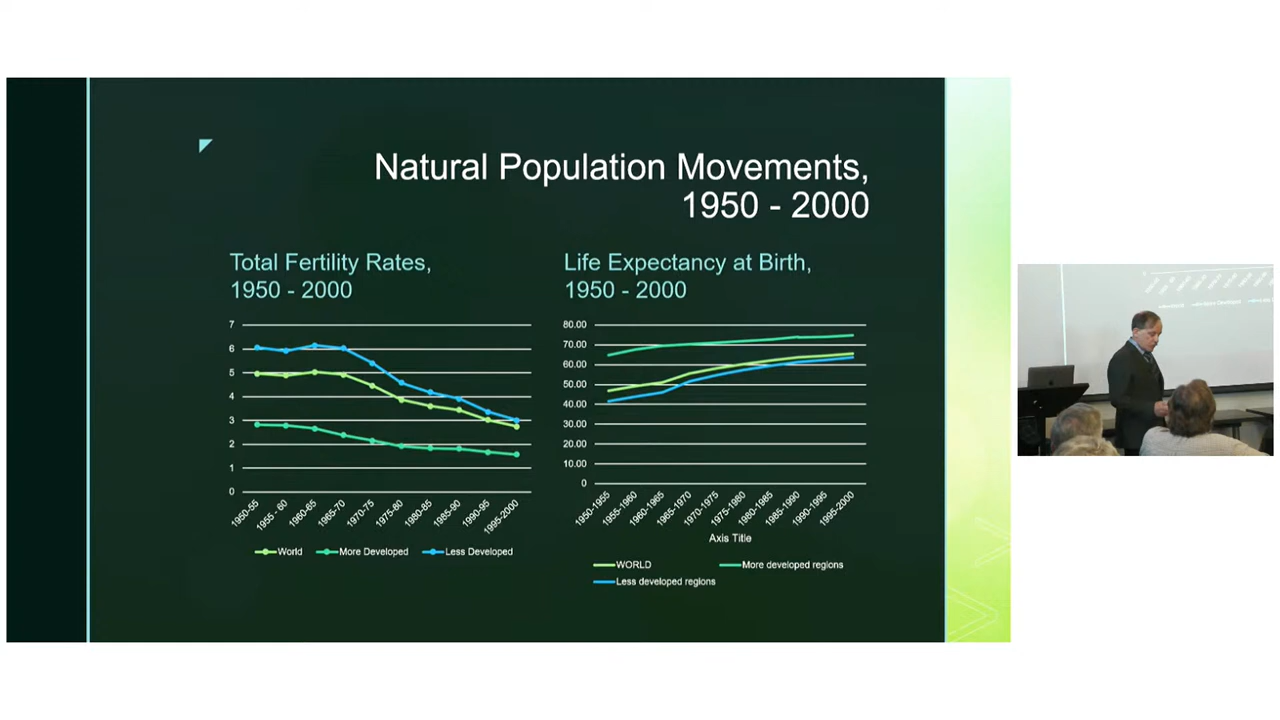 Natural Population Movements,
1950 - 2000
Total Fertility Rates,
1950 - 2000
7
6
5
4
3
2
1
0
1950-55
1955 - 60
1960-65
1965-70
1970-75
1975-80
1980-85
1985-90
1990-95
1995-2000
World
More Developed
Less Developed
Life Expectancy at Birth,
1950 - 2000
80.00
70.00
60.00
50.00
40.00
30.00
20.00
10.00
0
1950-1955
1955-1960
1960-1965
1965-1970
1970-1975
1975-1980
1980-1985
1985-1990
1990-1995
1995-2000
Axis Title
WORLD
More developed regions
Less developed regions